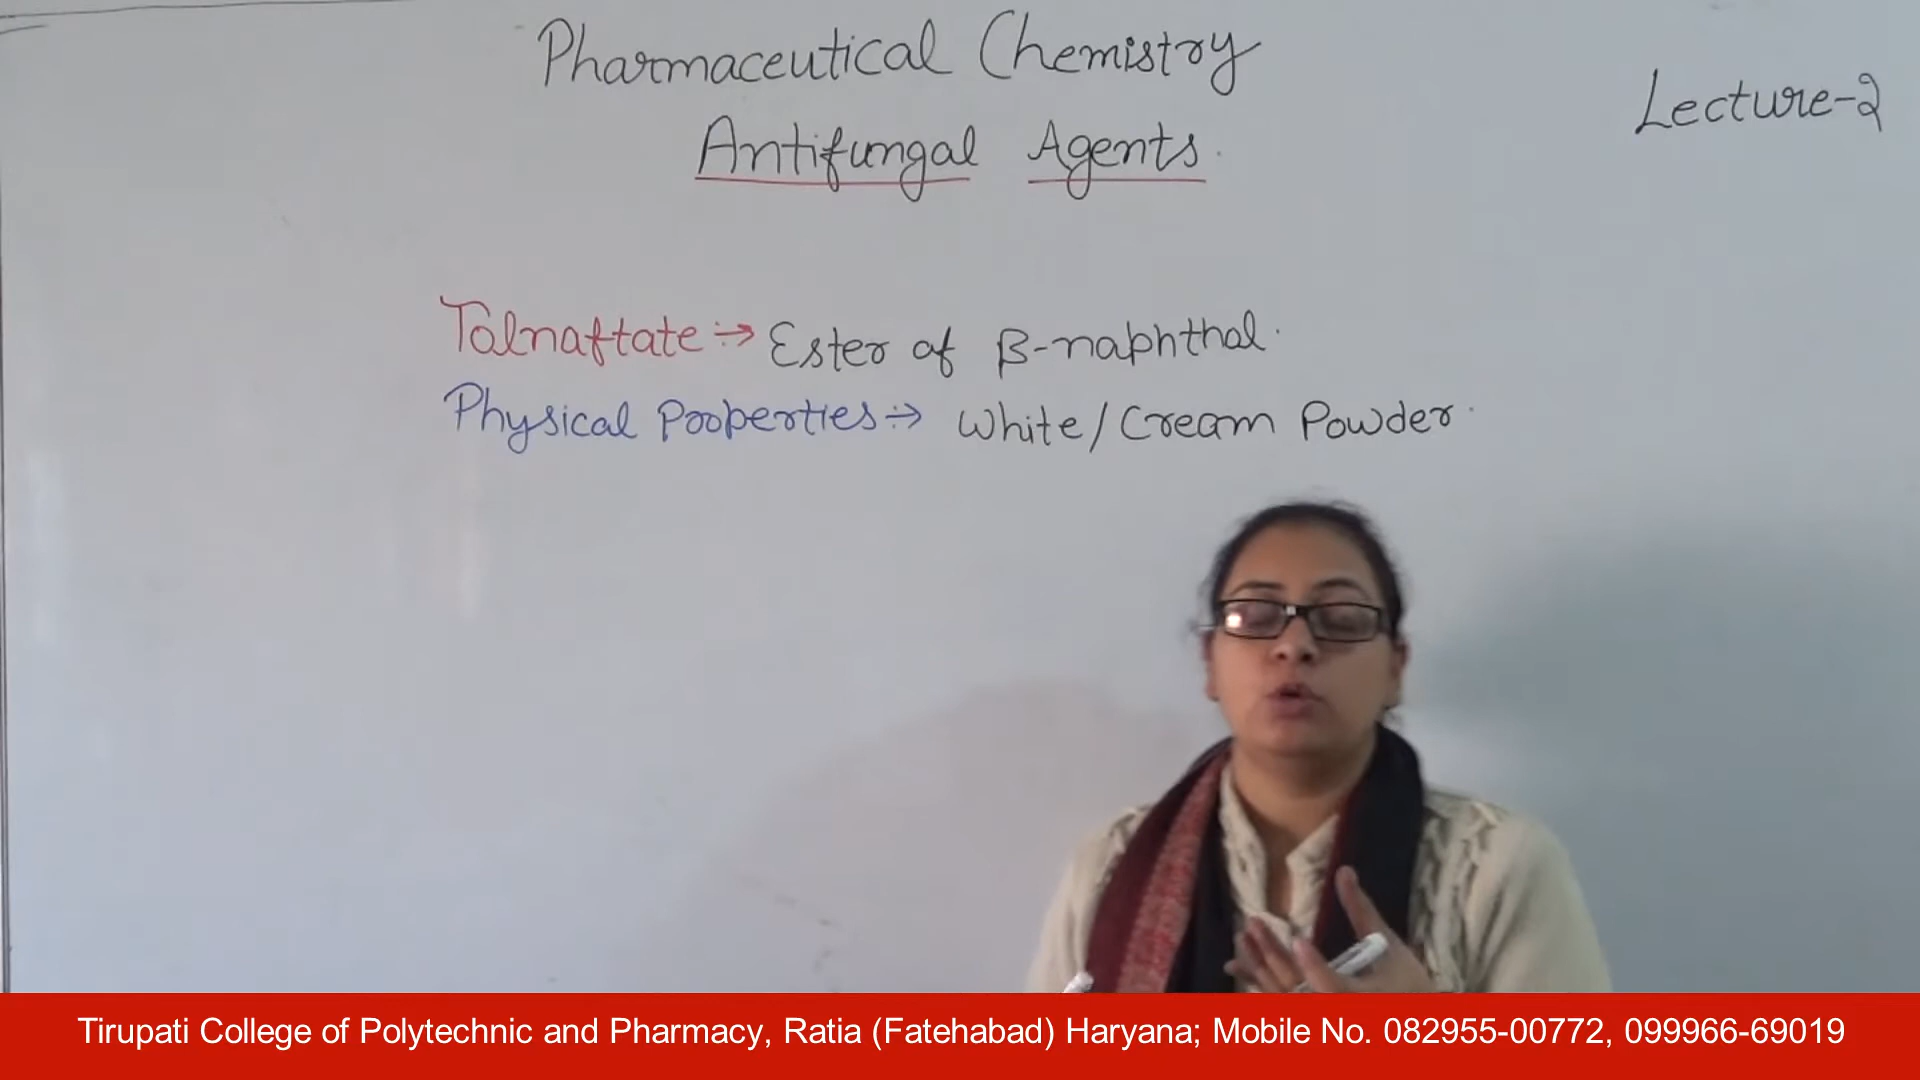 Pharmaceutical Chemistry
Lecture-2
Antifungal Agents.
Tolnaftate :→ Ester of β-naphthol.
Physical Properties :→ White/Cream Powder.
Tirupati College of Polytechnic and Pharmacy, Ratia (Fatehabad) Haryana; Mobile No. 082955-00772, 099966-69019